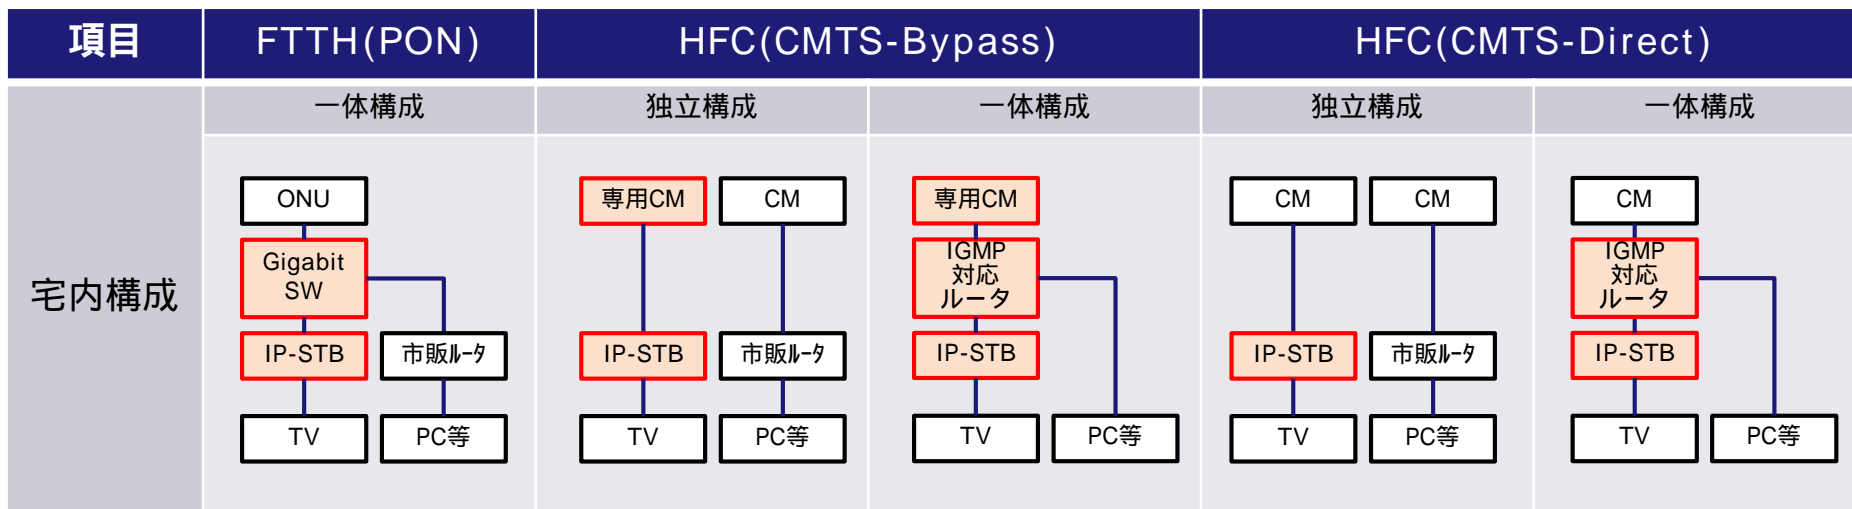 項目
FTTH(PON)
HFC(CMTS-Bypass)
HFC(CMTS-Direct)
宅内構成
一体構成
独立構成
一体構成
独立構成
一体構成
ONU
Gigabit
SW
IP-STB
市販ﾙｰﾀ
TV
PC等
専用CM
CM
IP-STB
市販ﾙｰﾀ
TV
PC等
専用CM
IGMP
対応
ルータ
IP-STB
TV
PC等
CM
CM
IP-STB
市販ﾙｰﾀ
TV
PC等
CM
IGMP
対応
ルータ
IP-STB
TV
PC等